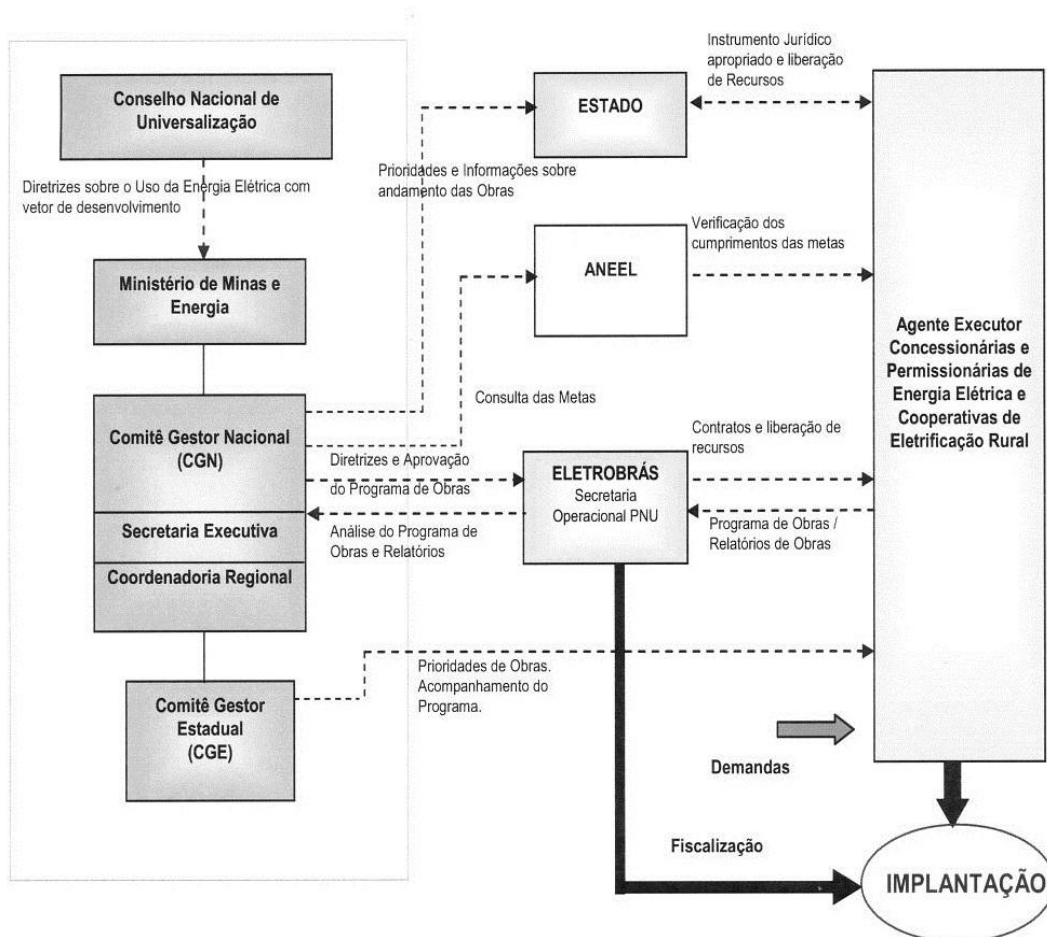 Conselho Nacional de
Universalização
Diretrizes sobre o Uso da Energia Elétrica com
vetor de desenvolvimento
Ministério de Minas e
Energia
Comitê Gestor Nacional
(CGN)
Secretaria Executiva
Coordenadoria Regional
Comitê Gestor
Estadual
(CGE)
ESTADO
Prioridades e Informações sobre
andamento das Obras
Instrumento Jurídico
apropriado e liberação
de Recursos
ANEEL
Verificação dos
cumprimentos das metas
Consulta das Metas
Diretrizes e Aprovação
do Programa de Obras
Análise do Programa de
Obras e Relatórios
ELETROBRÁS
Secretaria
Operacional PNU
Contratos e liberação de
recursos
Programa de Obras /
Relatórios de Obras
Prioridades de Obras.
Acompanhamento do
Programa.
Agente Executor
Concessionárias e
Permissionárias de
Energia Elétrica e
Cooperativas de
Eletrificação Rural
Demandas
Fiscalização
IMPLANTAÇÃO